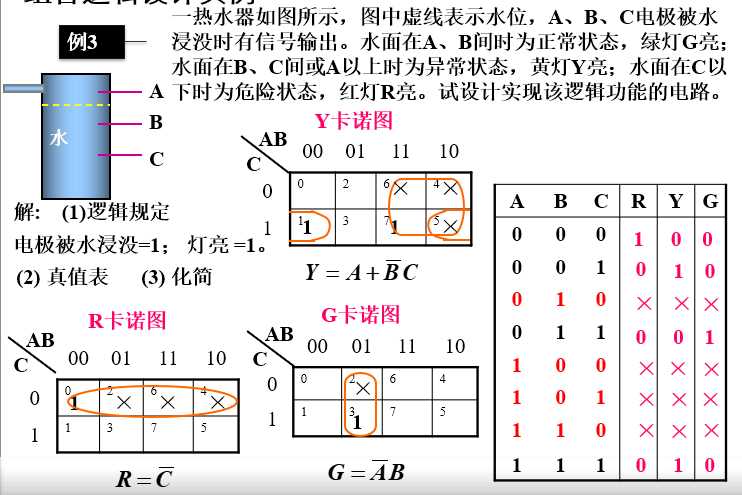 例3
一热水器如图所示，图中虚线表示水位，A、B、C电极被水
浸没时有信号输出。水面在A、B间时为正常状态，绿灯G亮；
水面在B、C间或A以上时为异常状态，黄灯Y亮；水面在C以
下时为危险状态，红灯R亮。试设计实现该逻辑功能的电路。
A
B
C
水
解: (1)逻辑规定
电极被水浸没=1； 灯亮 =1。
(2) 真值表 (3) 化简
Y卡诺图
AB
C
00 01 11 10
0 0 2 6 × 4 ×
1 1 1 3 7 1 5 ×
Y = A + B̅C
R卡诺图
AB
C
00 01 11 10
0 0 1 2 × 6 × 4 ×
1 1 3 7 5
R = C̅
G卡诺图
AB
C
00 01 11 10
0 0 2 × 6 4
1 1 3 1 7 5
G = A̅B
A B C R Y G
0 0 0 1 0 0
0 0 1 0 1 0
0 1 0 × × ×
0 1 1 0 0 1
1 0 0 × × ×
1 0 1 × × ×
1 1 0 × × ×
1 1 1 0 1 0